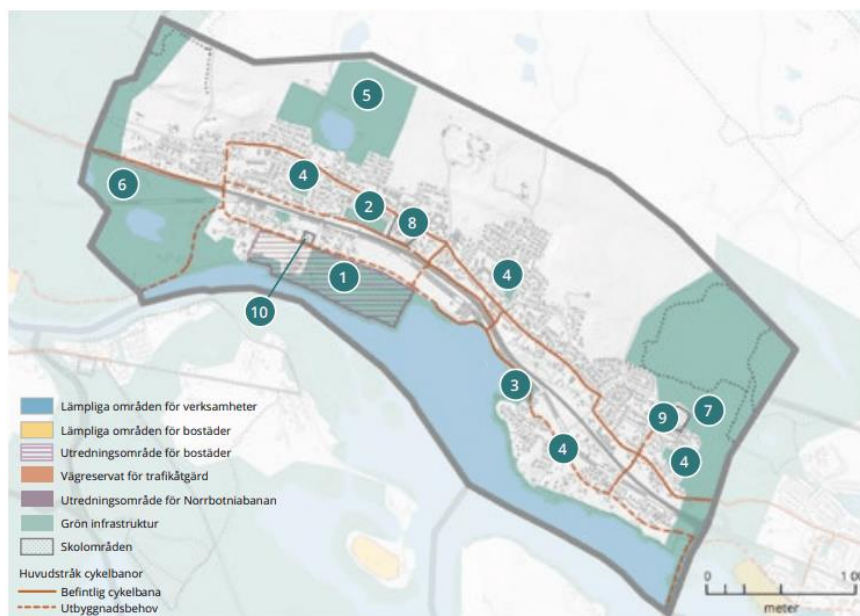 5
4
6
2
8
4
1
10
3
7
9
4
4
Lämpliga områden för verksamheter
Lämpliga områden för bostäder
Utredningsområde för bostäder
Vägreservat för trafikåtgärd
Utredningsområde för Norrbotniabanan
Grön infrastruktur
Skolområden
Huvudstråk cykelbanor
Befintlig cykelbana
Utbyggnadsbehov
0 1 00
meter